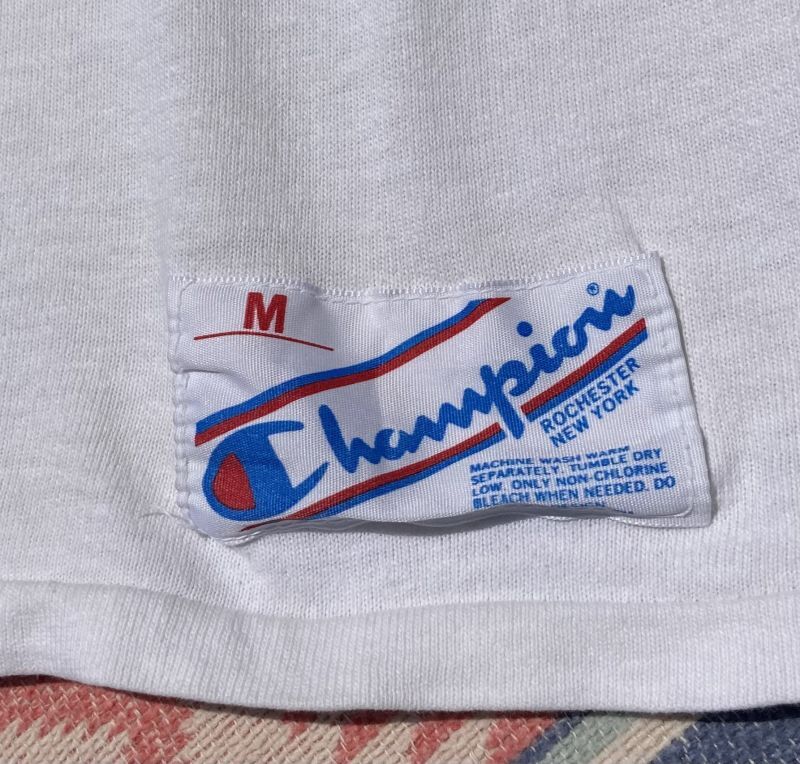 M
Champion®
ROCHESTER
NEW YORK
MACHINE WASH WARM
SEPARATELY. TUMBLE DRY
LOW. ONLY NON-CHLORINE
BLEACH WHEN NEEDED. DO